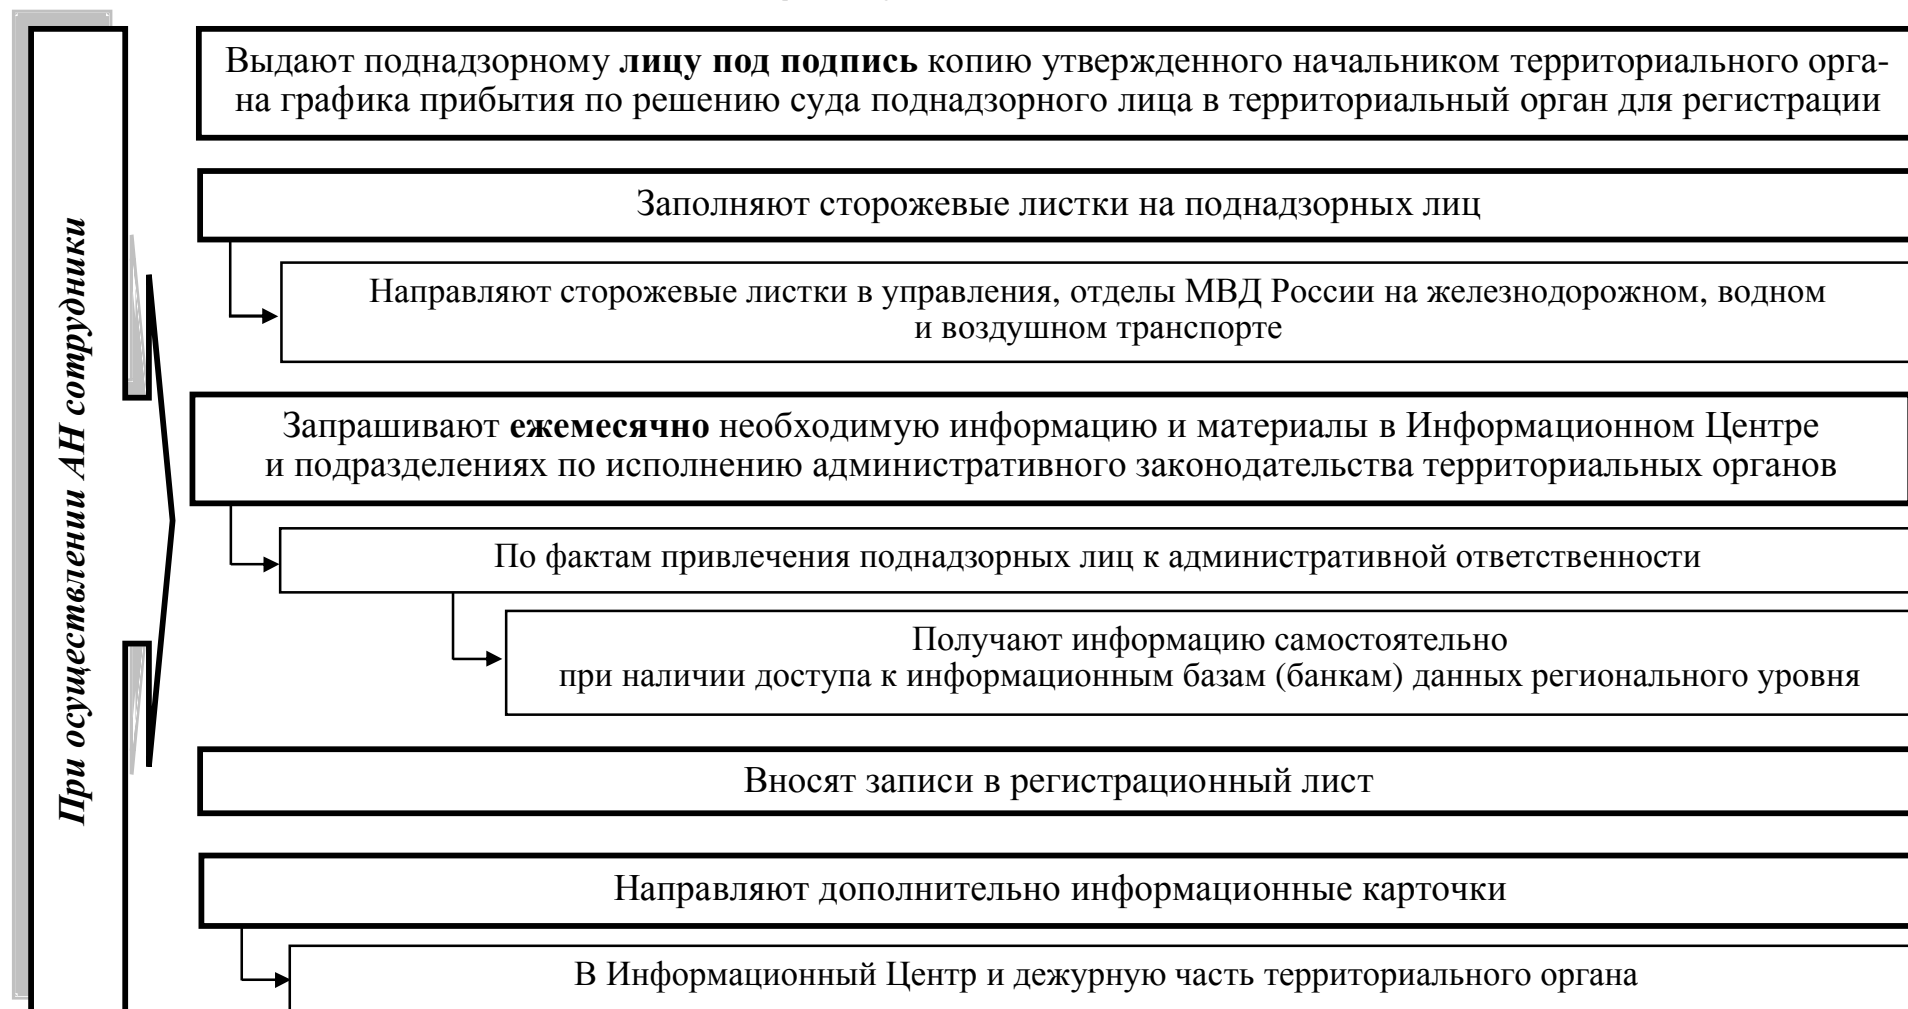 При осуществлении АН сотрудники
Выдают поднадзорному лицу под подпись копию утвержденного начальником территориального орга-
на графика прибытия по решению суда поднадзорного лица в территориальный орган для регистрации
Заполняют сторожевые листки на поднадзорных лиц
Направляют сторожевые листки в управления, отделы МВД России на железнодорожном, водном
и воздушном транспорте
Запрашивают ежемесячно необходимую информацию и материалы в Информационном Центре
и подразделениях по исполнению административного законодательства территориальных органов
По фактам привлечения поднадзорных лиц к административной ответственности
Получают информацию самостоятельно
при наличии доступа к информационным базам (банкам) данных регионального уровня
Вносят записи в регистрационный лист
Направляют дополнительно информационные карточки
В Информационный Центр и дежурную часть территориального органа